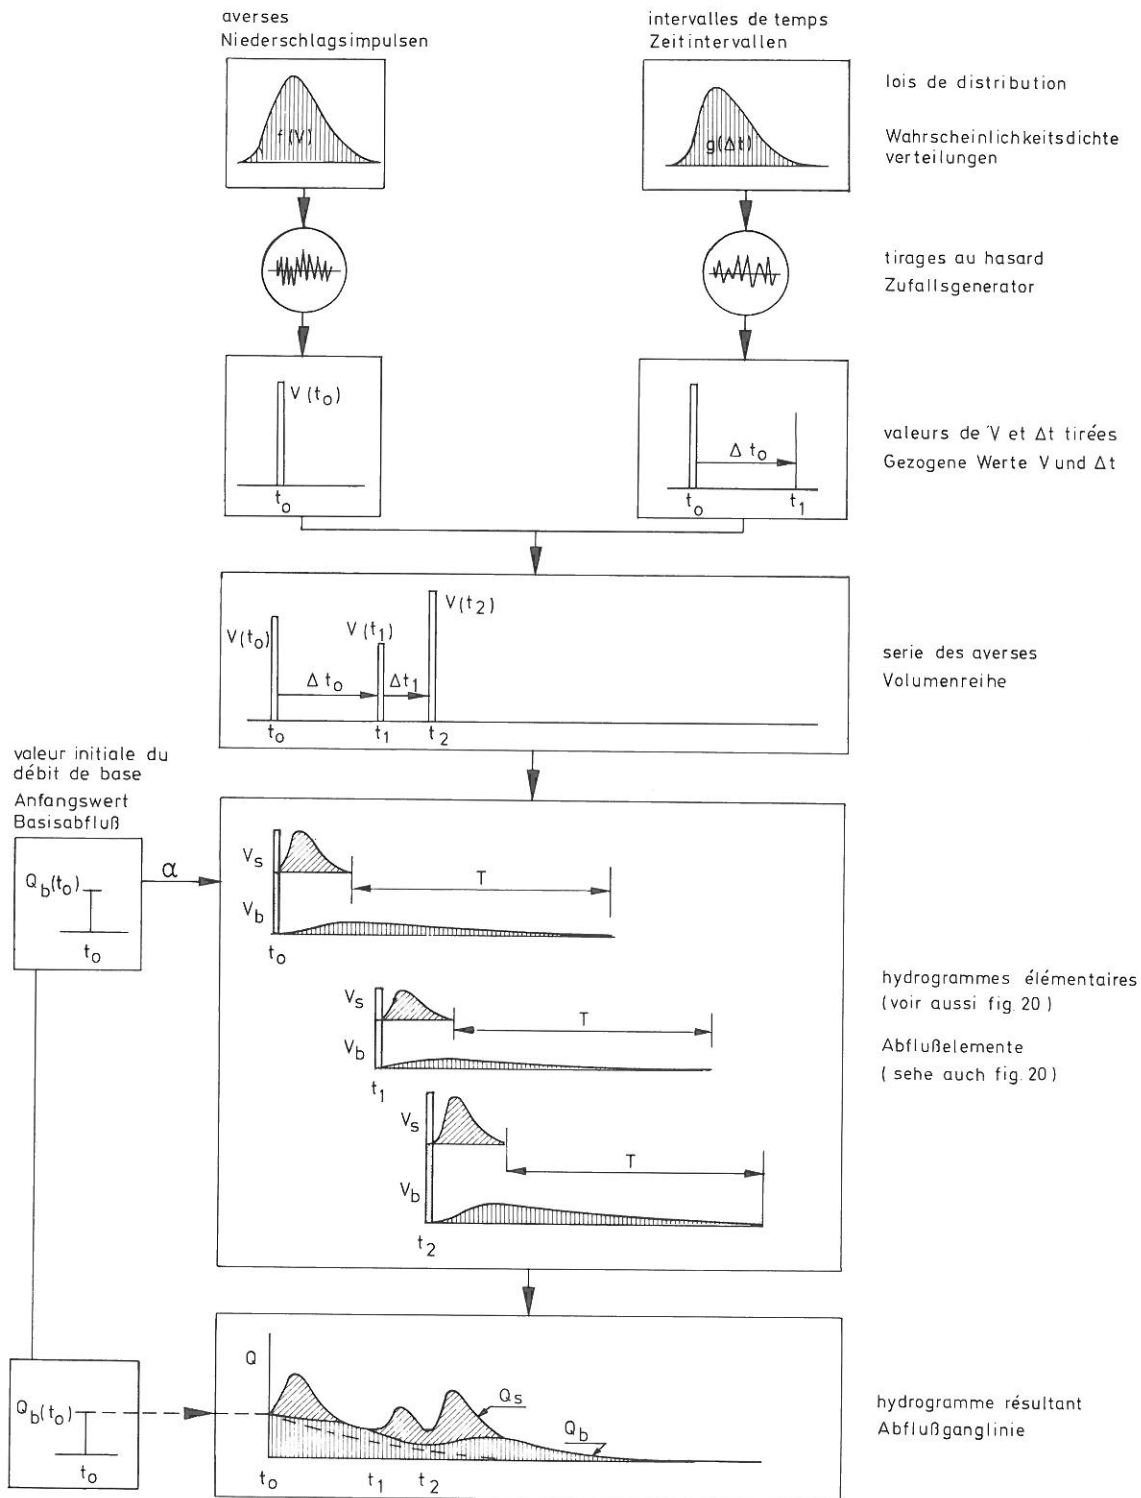 averses
Niederschlagsimpulsen
intervalles de temps
Zeitintervallen
f(V)
g(Δt)
lois de distribution
Wahrscheinlichkeitsdichte
verteilungen
tirages au hasard
Zufallsgenerator
V(t₀)
t₀
Δt₀
t₀
t₁
valeurs de V et Δt tirées
Gezogene Werte V und Δt
V(t₀)
V(t₁)
V(t₂)
Δt₀
Δt₁
t₀
t₁
t₂
serie des averses
Volumenreihe
valeur initiale du
débit de base
Anfangswert
Basisabfluß
Q_b(t₀)
t₀
α
V_s
T
V_b
t₀
V_s
T
V_b
t₁
V_s
T
V_b
t₂
hydrogrammes élémentaires
(voir aussi fig. 20)
Abflußelemente
(sehe auch fig. 20)
Q_b(t₀)
t₀
Q
Q_s
Q_b
t₀
t₁
t₂
hydrogramme résultant
Abflußganglinie